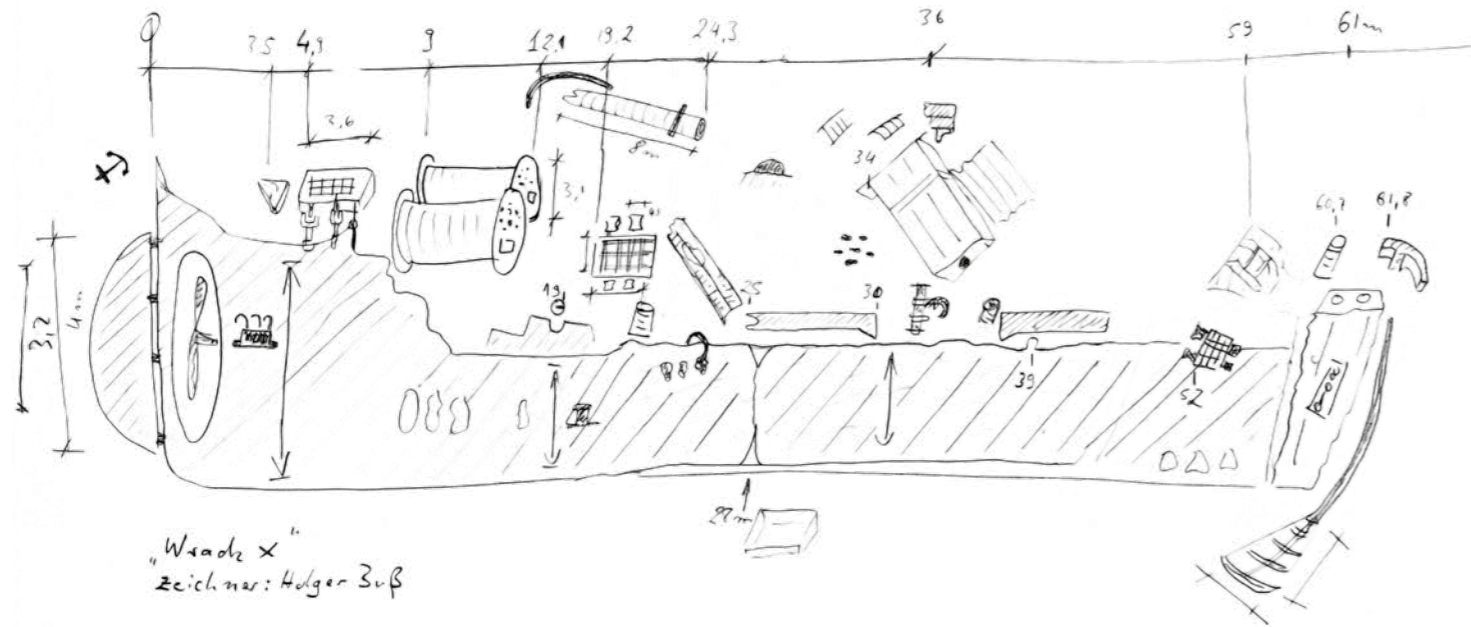 0 3,5 4,9 9 12,1 19,2 24,3 36 59 61m
3,6
8m
3,1
34
60,7 61,8
3,2
4m
19
25
30
39
52
27m
„Wrack X"
Zeichner: Holger Buß